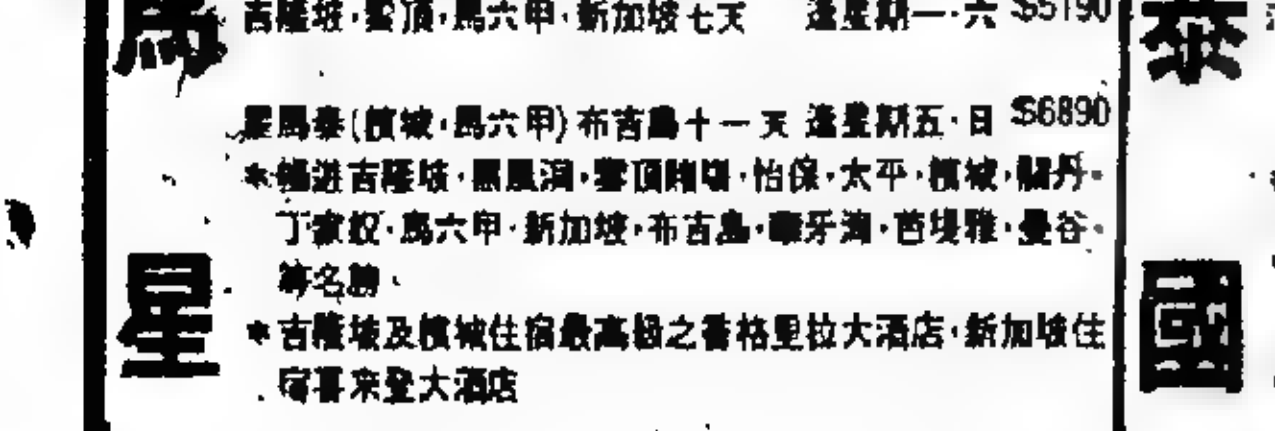 馬
星
吉隆坡·雲頂·馬六甲·新加坡七天 逢星期一·六 $5190
星馬泰(檳城·馬六甲)布吉島十一天 逢星期五·日 $6890
*暢遊吉隆坡·黑風洞·雲頂賭場·怡保·太平·檳城·關丹·
丁加奴·馬六甲·新加坡·布吉島·攀牙灣·芭堤雅·曼谷·
等名勝、
*吉隆坡及檳城住宿最高級之香格里拉大酒店·新加坡住
宿喜來登大酒店
泰
國